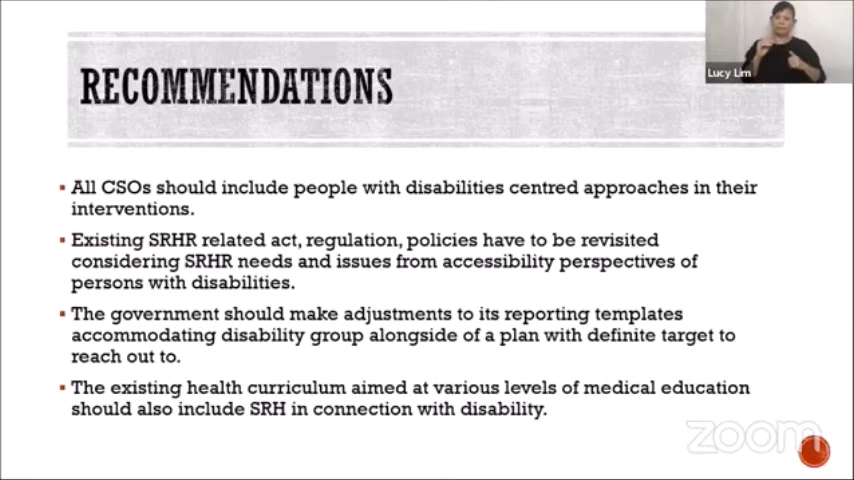 Lucy Lim
RECOMMENDATIONS
▪ All CSOs should include people with disabilities centred approaches in their
interventions.
▪ Existing SRHR related act, regulation, policies have to be revisited
considering SRHR needs and issues from accessibility perspectives of
persons with disabilities.
▪ The government should make adjustments to its reporting templates
accommodating disability group alongside of a plan with definite target to
reach out to.
▪ The existing health curriculum aimed at various levels of medical education
should also include SRH in connection with disability.
zoom